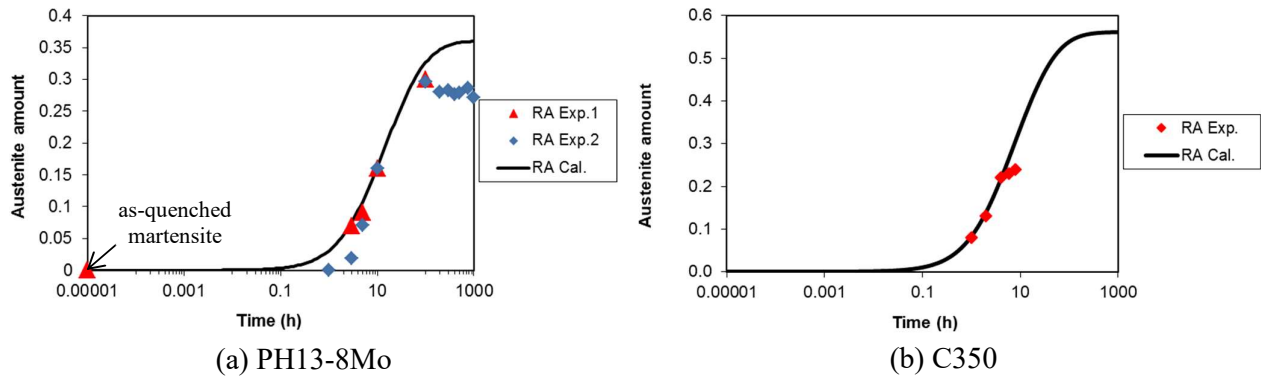 0.4
0.35
0.3
0.25
0.2
0.15
0.1
0.05
0
Austenite amount
as-quenched
martensite
0.00001 0.001 0.1 10 1000
Time (h)
RA Exp.1
RA Exp.2
RA Cal.
(a) PH13-8Mo
0.6
0.5
0.4
0.3
0.2
0.1
0.0
Austenite amount
0.00001 0.001 0.1 10 1000
Time (h)
RA Exp.
RA Cal.
(b) C350